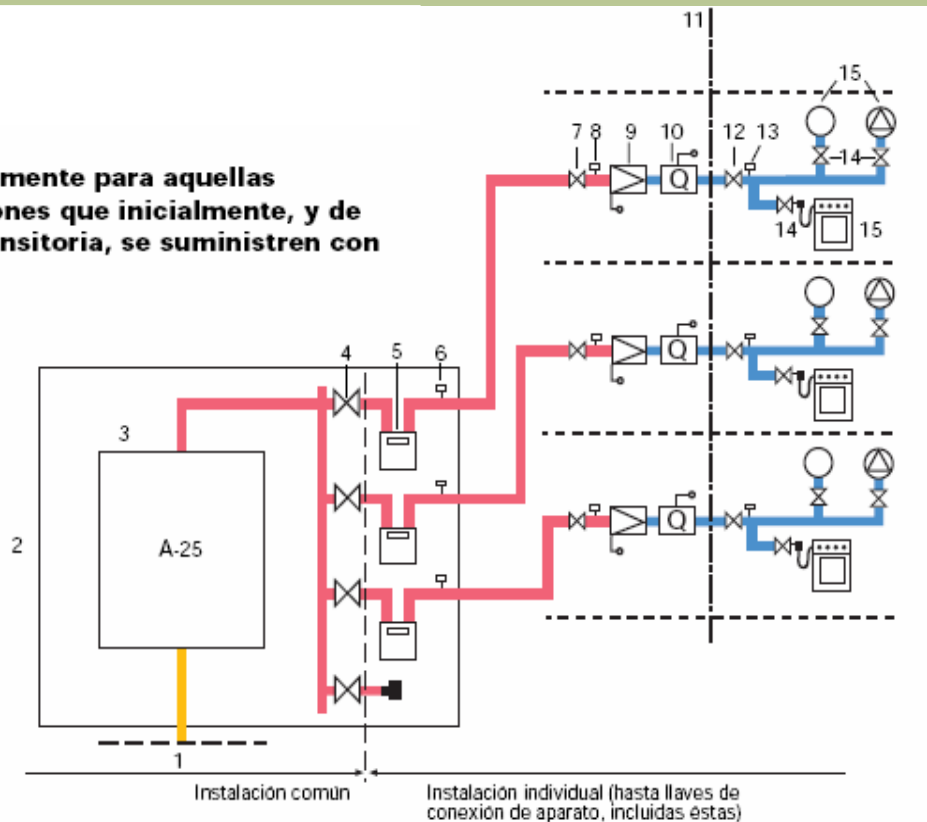 11
15
7
8
9
10
12
13
14
mente para aquellas
ones que inicialmente, y de
nsitoria, se suministren con
Q
14
15
4
5
6
Q
3
2
A-25
Q
1
Instalación común
Instalación individual (hasta llaves de
conexión de aparato, incluidas éstas)